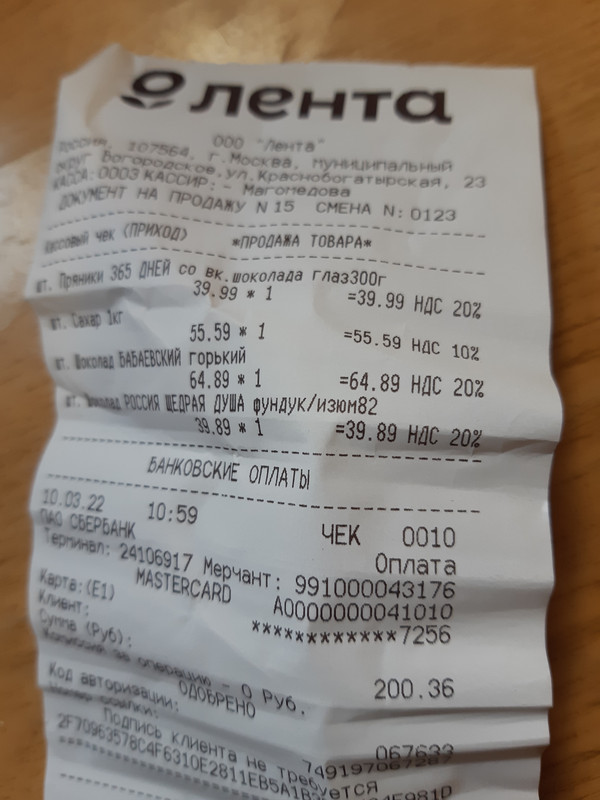 лента
ООО "Лента"
РОССИЯ, 107564, г.Москва, муниципальный
округ Богородское,ул.Краснобогатырская, 23
КАССА:0003 КАССИР: - Магомедова
ДОКУМЕНТ НА ПРОДАЖУ N 15 СМЕНА N: 0123
Кассовый чек (ПРИХОД) *ПРОДАЖА ТОВАРА*
шт. Пряники 365 ДНЕЙ со вк.шоколада глаз300г
39.99 * 1 =39.99 НДС 20%
шт. Сахар 1кг
55.59 * 1 =55.59 НДС 10%
шт. Шоколад БАБАЕВСКИЙ горький
64.89 * 1 =64.89 НДС 20%
шт. Шоколад РОССИЯ ЩЕДРАЯ ДУША фундук/изюм82
39.89 * 1 =39.89 НДС 20%
БАНКОВСКИЕ ОПЛАТЫ
10.03.22 10:59 ЧЕК 0010
ПАО СБЕРБАНК Оплата
Терминал: 24106917 Мерчант: 991000043176
MASTERCARD A0000000041010
Карта:(E1) ************7256
Клиент:
Сумма (Руб): 200.36
Комиссия за операцию - 0 Руб.
ОДОБРЕНО
Код авторизации: 067633
Номер ссылки:
Подпись клиента не требуется